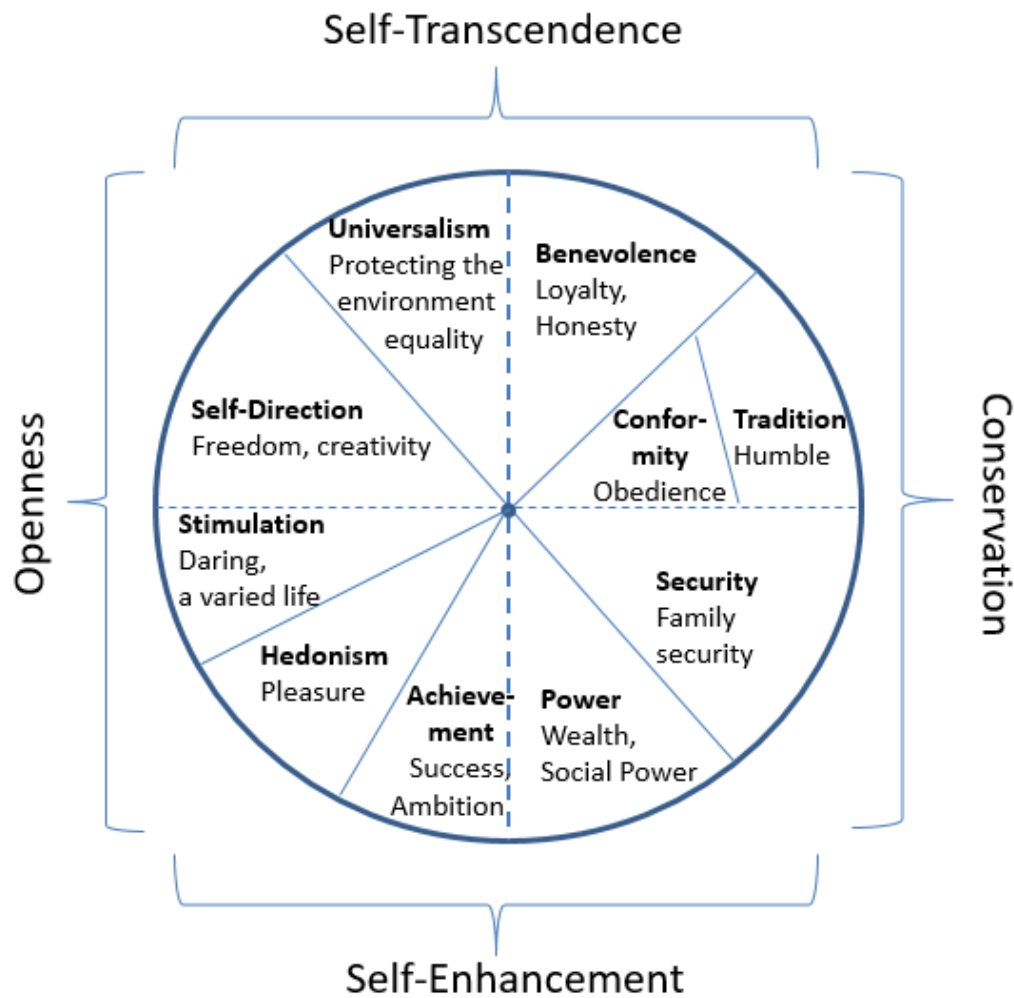 Self-Transcendence
Universalism
Protecting the
environment
equality
Benevolence
Loyalty,
Honesty
Self-Direction
Freedom, creativity
Confor-
mity
Obedience
Tradition
Humble
Openness
Conservation
Stimulation
Daring,
a varied life
Security
Family
security
Hedonism
Pleasure
Achieve-
ment
Success,
Ambition
Power
Wealth,
Social Power
Self-Enhancement